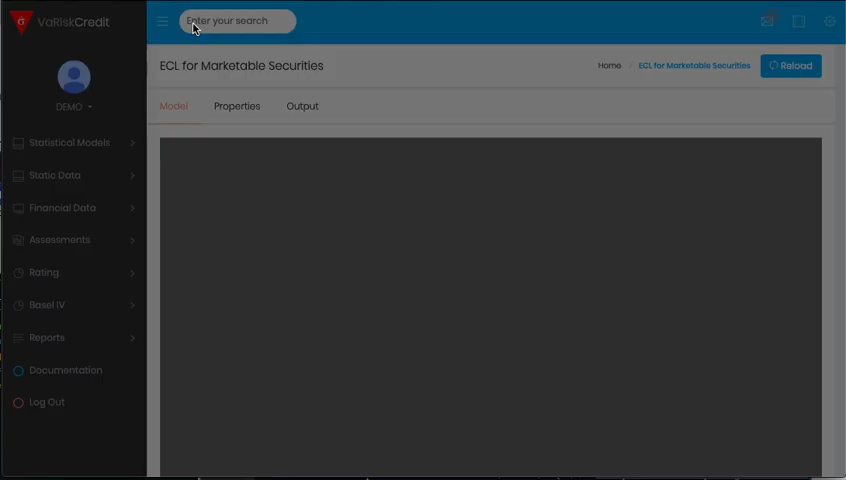 VaRiskCredit
Enter your search
ECL for Marketable Securities
Home
ECL for Marketable Securities
Reload
DEMO
Model
Properties
Output
Statistical Models
Static Data
Financial Data
Assessments
Rating
Basel IV
Reports
Documentation
Log Out